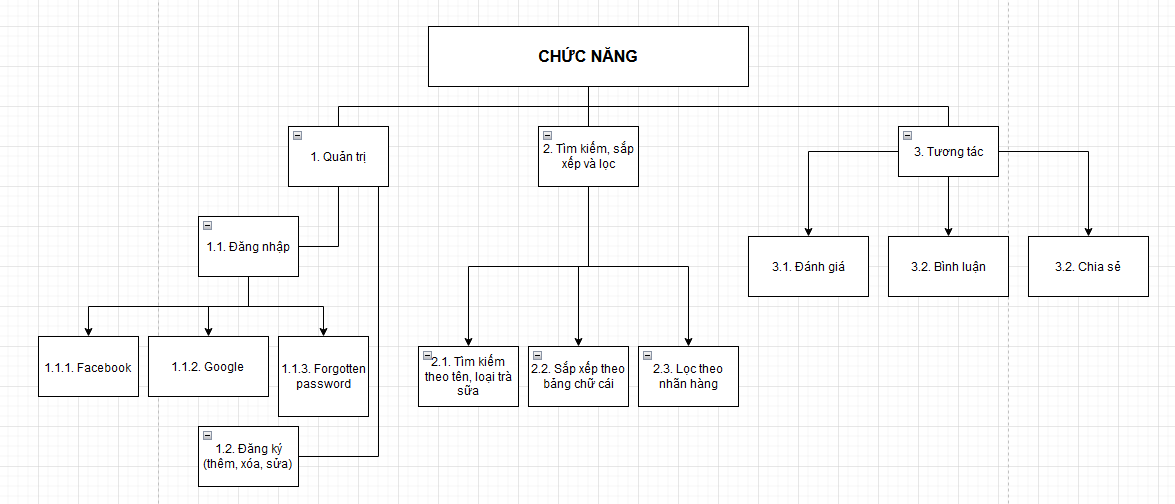 CHỨC NĂNG
1. Quản trị
2. Tìm kiếm, sắp
xếp và lọc
3. Tương tác
1.1. Đăng nhập
3.1. Đánh giá
3.2. Bình luận
3.2. Chia sẻ
1.1.1. Facebook
1.1.2. Google
1.1.3. Forgotten
password
2.1. Tìm kiếm
theo tên, loại trà
sữa
2.2. Sắp xếp theo
bảng chữ cái
2.3. Lọc theo
nhãn hàng
1.2. Đăng ký
(thêm, xóa, sửa)